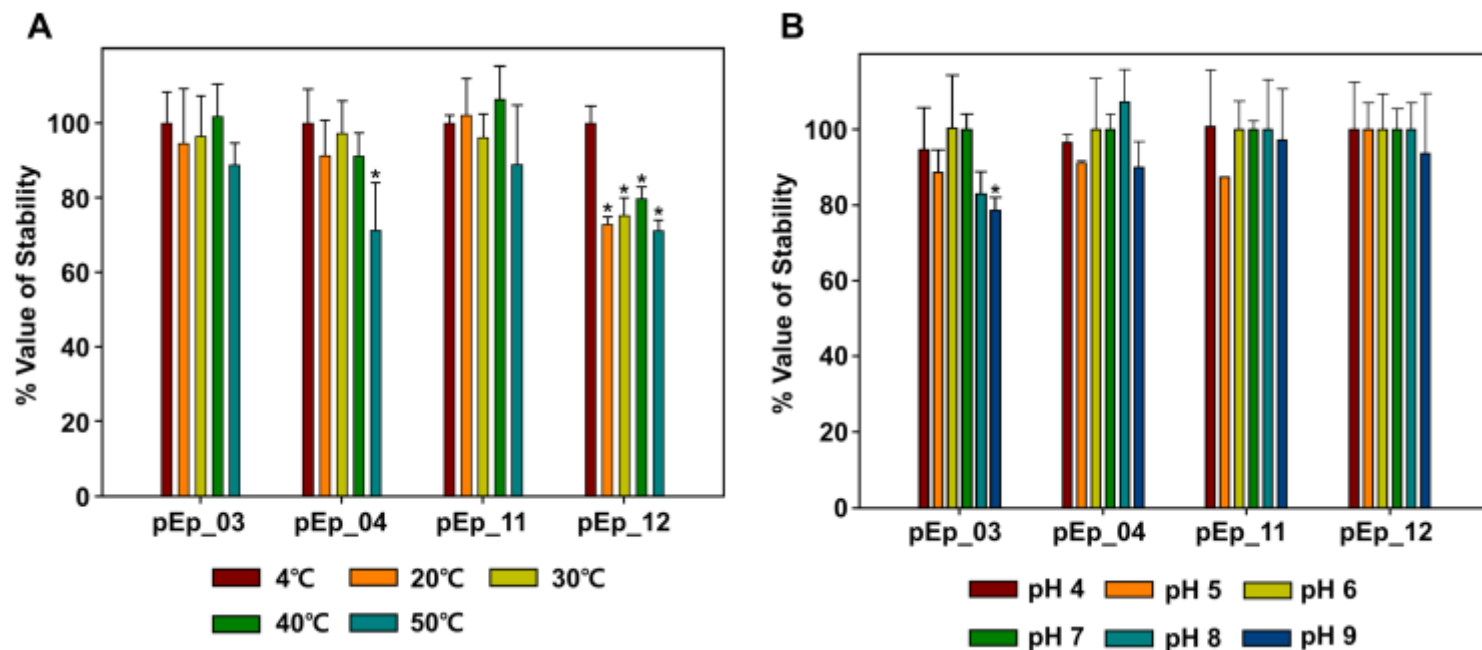 A
% Value of Stability
100
80
60
40
20
0
*
* * * *
pEp_03 pEp_04 pEp_11 pEp_12
4℃ 20℃ 30℃
40℃ 50℃
B
% Value of Stability
100
80
60
40
20
0
*
pEp_03 pEp_04 pEp_11 pEp_12
pH 4 pH 5 pH 6
pH 7 pH 8 pH 9